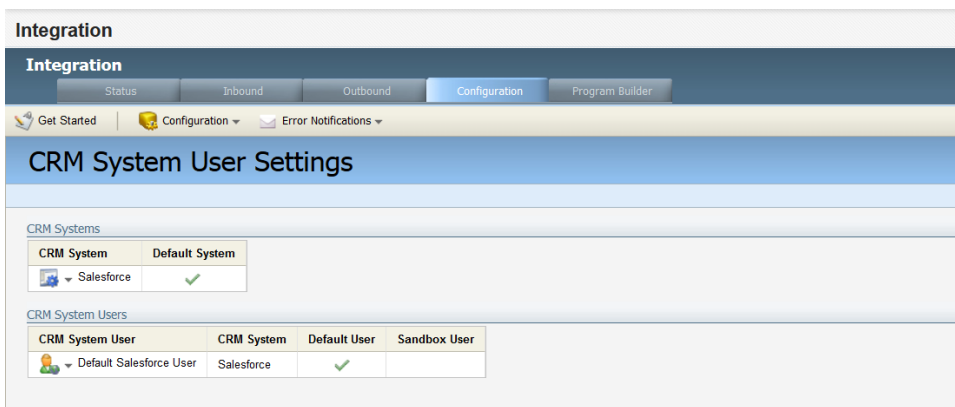 Integration
Integration
Status Inbound Outbound Configuration Program Builder
Get Started Configuration Error Notifications
CRM System User Settings
CRM Systems
CRM System Default System
Salesforce
CRM System Users
CRM System User CRM System Default User Sandbox User
Default Salesforce User Salesforce